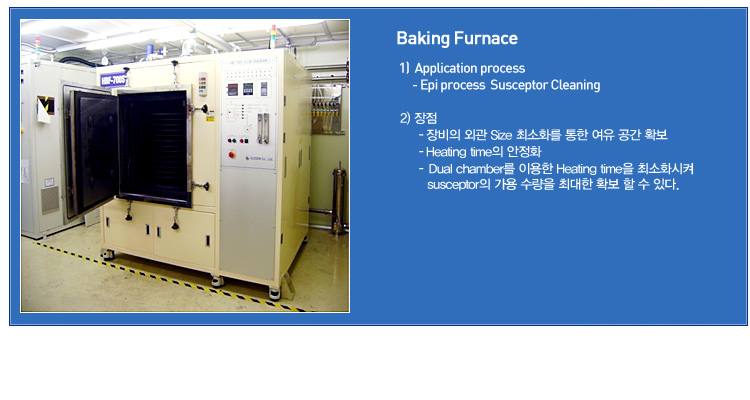 Baking Furnace
1) Application process
- Epi process Susceptor Cleaning
2) 장점
- 장비의 외관 Size 최소화를 통한 여유 공간 확보
- Heating time의 안정화
- Dual chamber를 이용한 Heating time을 최소화시켜
susceptor의 가용 수량을 최대한 확보 할 수 있다.